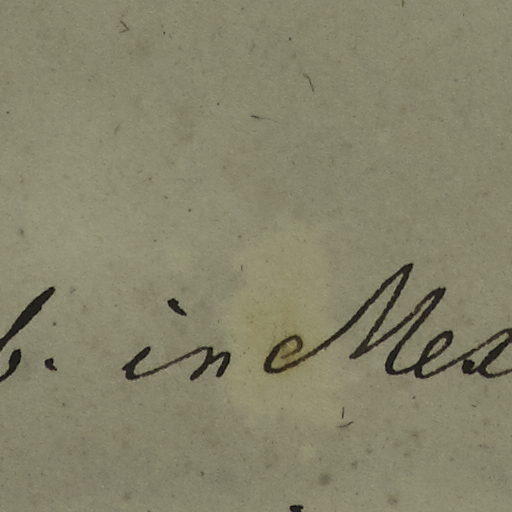 b. in Mex